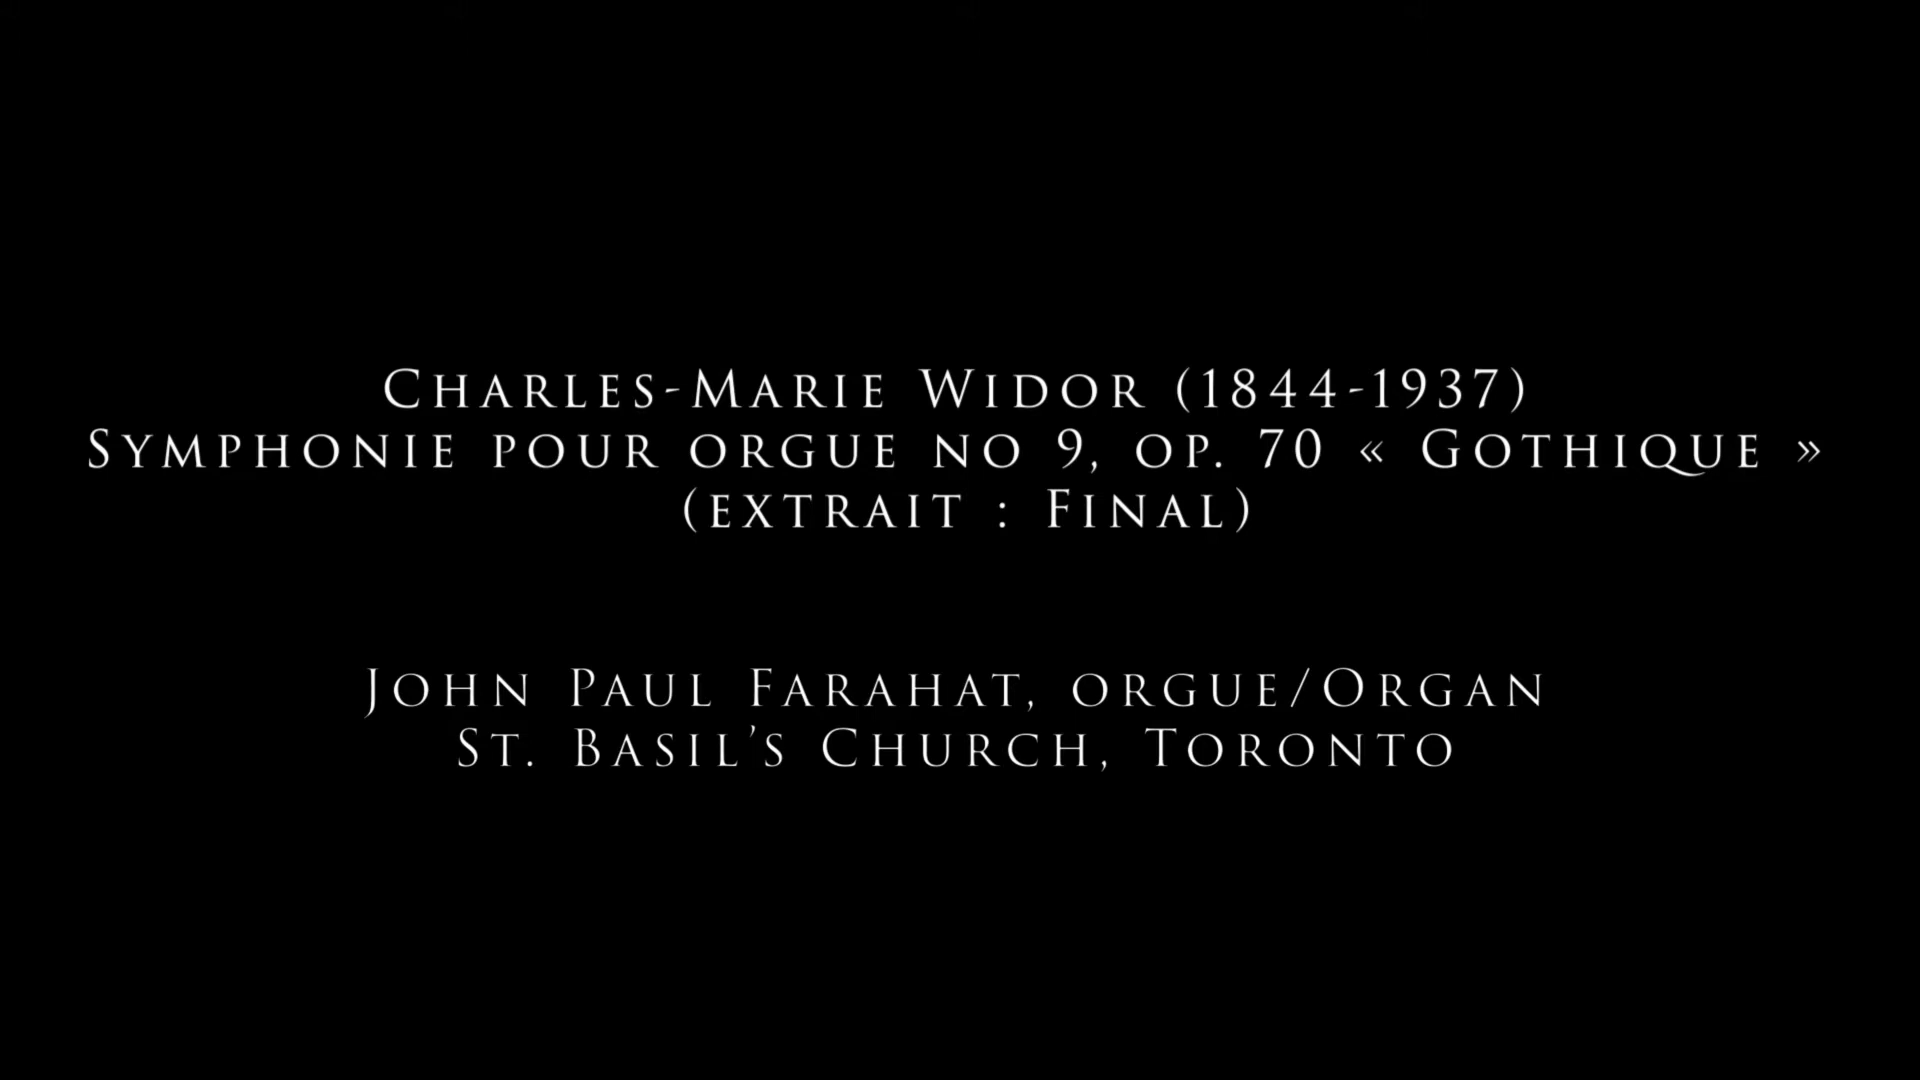 Charles-Marie Widor (1844-1937)
Symphonie pour orgue no 9, op. 70 « Gothique »
(extrait : Final)
John Paul Farahat, orgue/Organ
St. Basil’s Church, Toronto